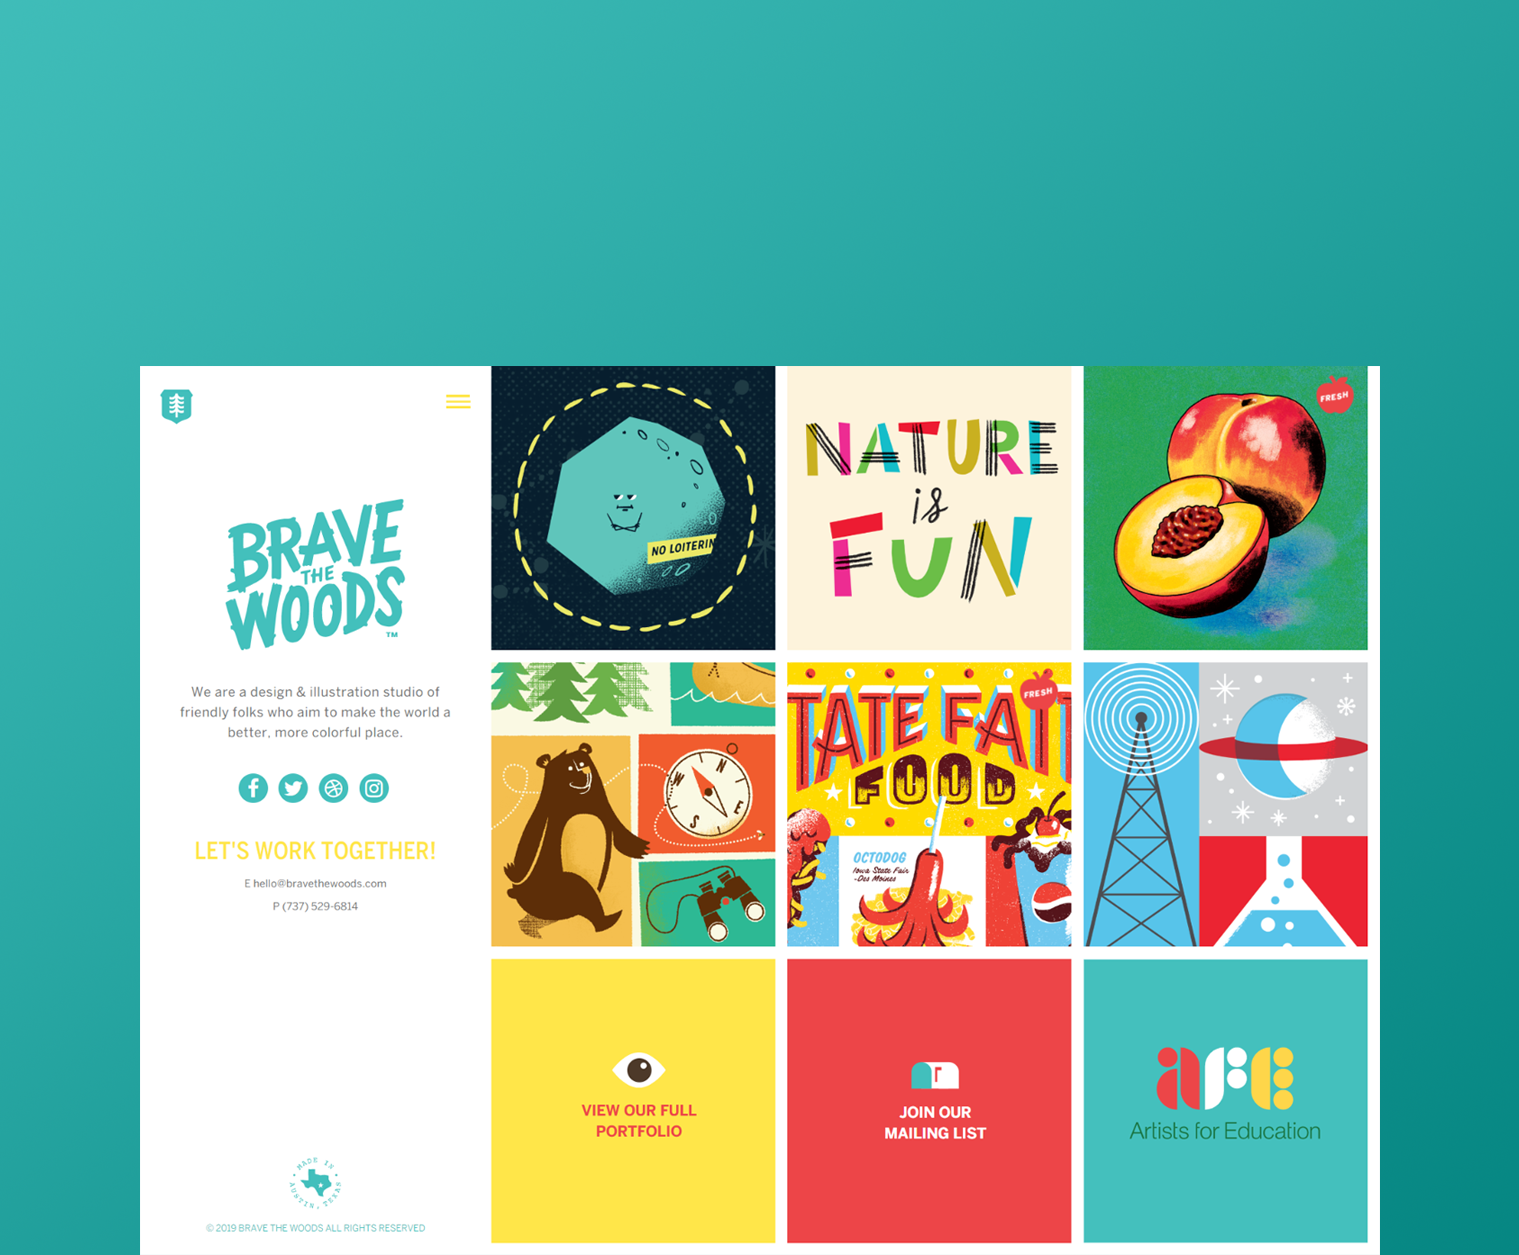 BRAVE
THE
WOODS
TM
We are a design & illustration studio of
friendly folks who aim to make the world a
better, more colorful place.
LET'S WORK TOGETHER!
E hello@bravethewoods.com
P (737) 529-6814
MADE IN
AUSTIN, TEXAS
© 2019 BRAVE THE WOODS ALL RIGHTS RESERVED
NO LOITERIN
NATURE
is
FUN
FRESH
W N
S E
TATE FAI
FRESH
FOOD
OCTODOG
Iowa State Fair
-Des Moines
VIEW OUR FULL
PORTFOLIO
JOIN OUR
MAILING LIST
afe
Artists for Education